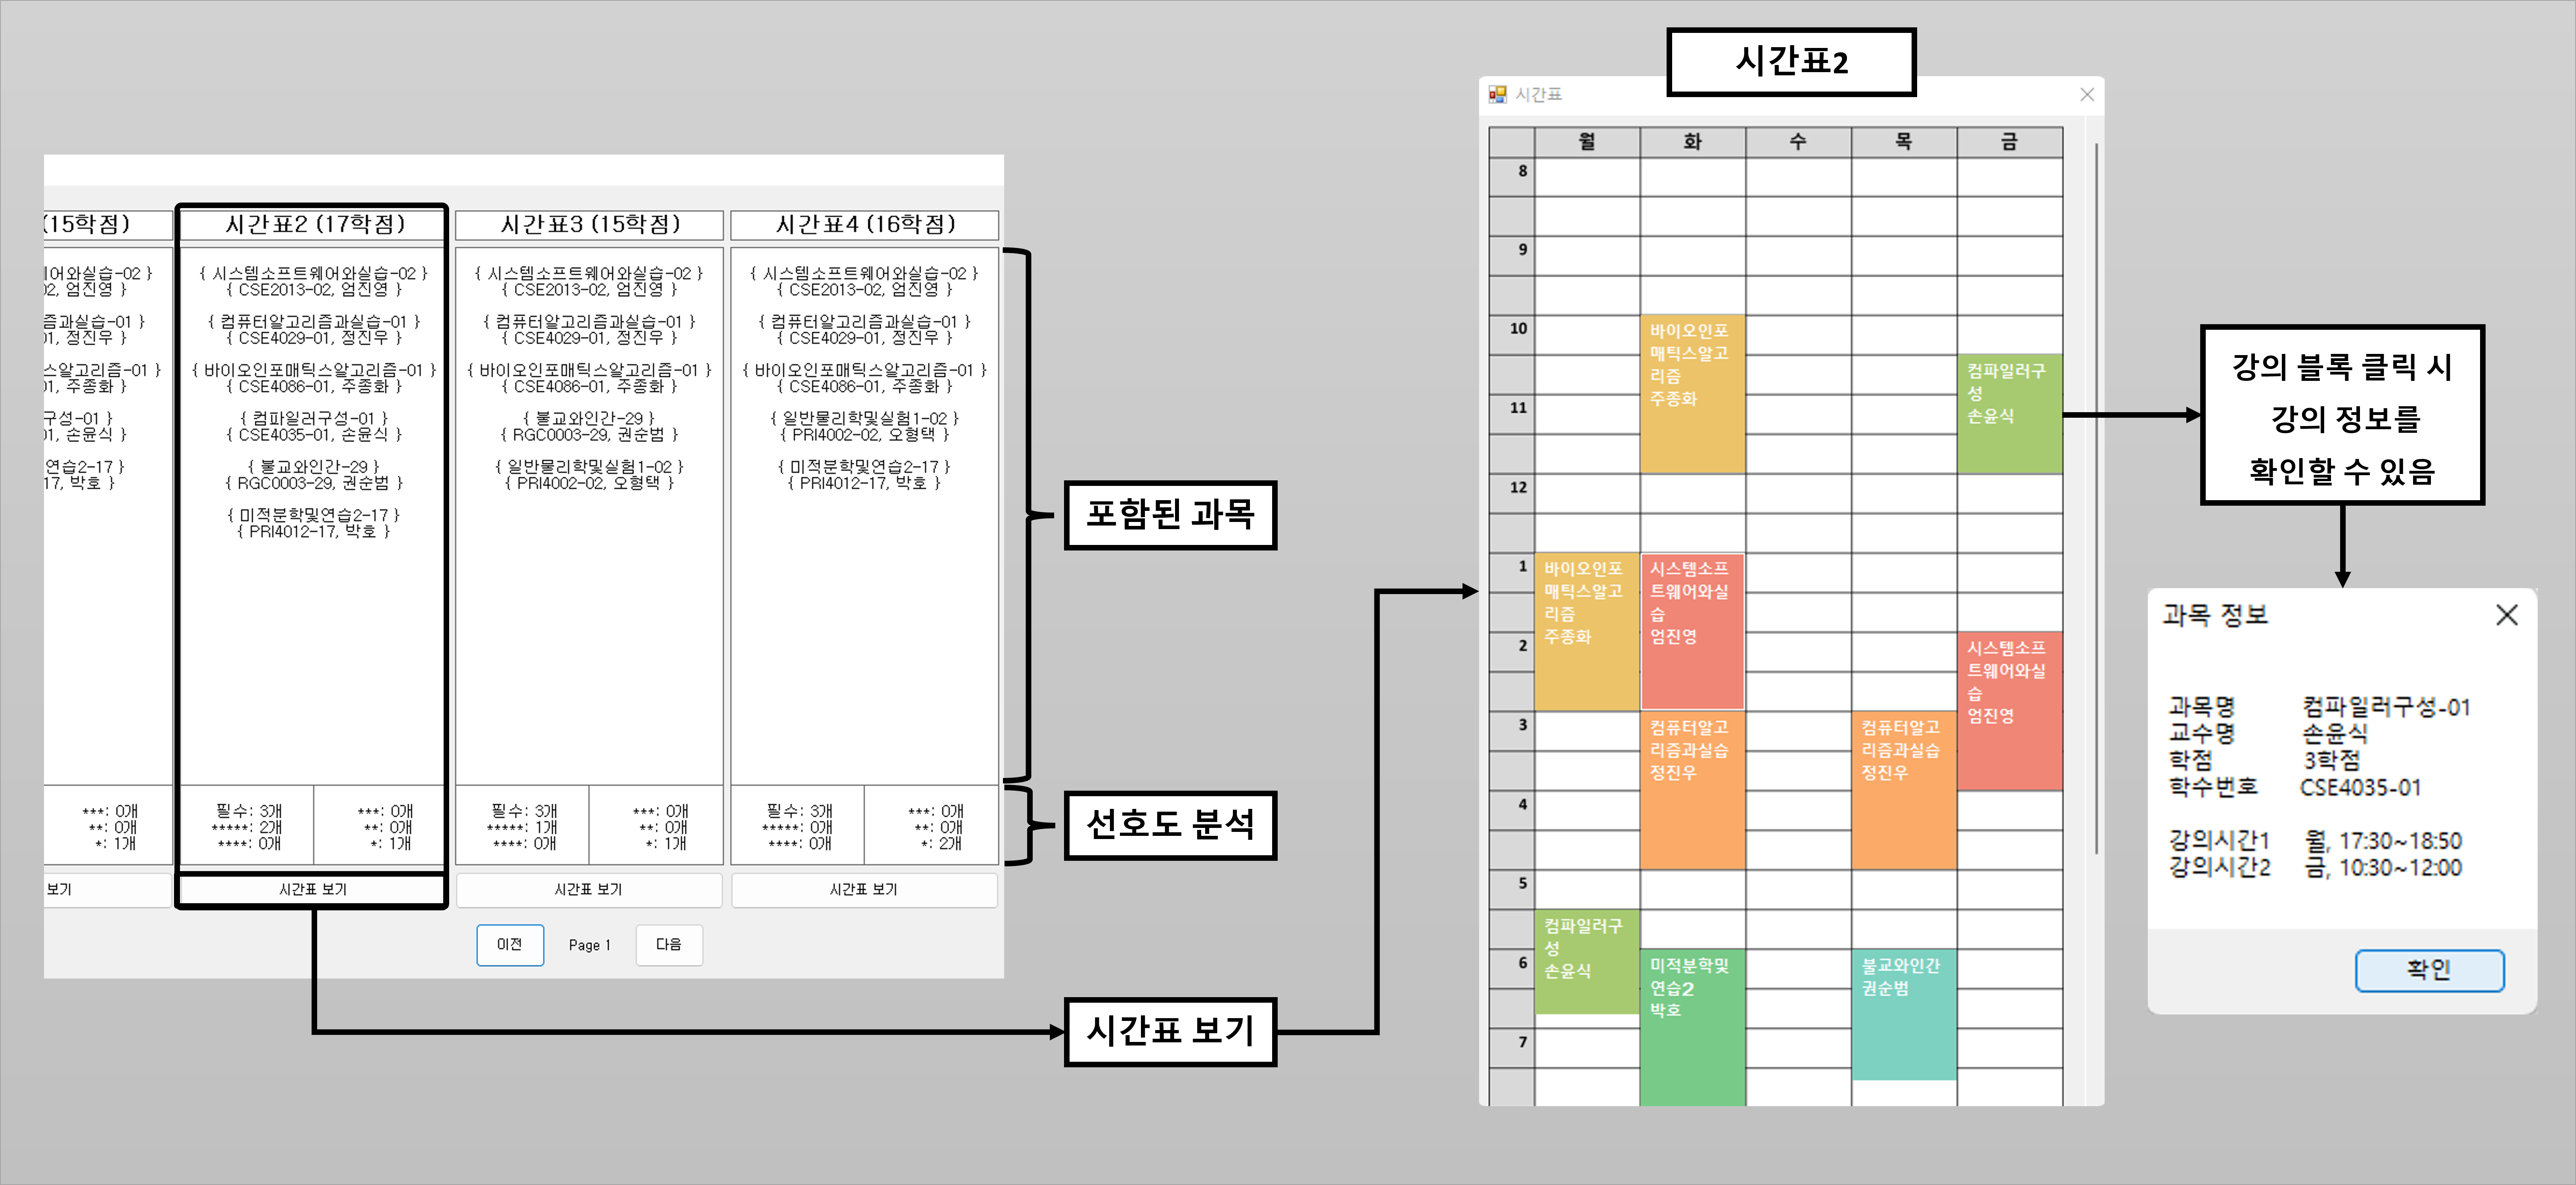 (15학점)
어와실습-02 }
02, 엄진영 }
즘과실습-01 }
01, 정진우 }
스알고리즘-01 }
01, 주종화 }
구성-01 }
01, 손윤식 }
연습2-17 }
17, 박호 }
***: 0개
**: 0개
*: 1개
보기
시간표2 (17학점)
{ 시스템소프트웨어와실습-02 }
{ CSE2013-02, 엄진영 }
{ 컴퓨터알고리즘과실습-01 }
{ CSE4029-01, 정진우 }
{ 바이오인포매틱스알고리즘-01 }
{ CSE4086-01, 주종화 }
{ 컴파일러구성-01 }
{ CSE4035-01, 손윤식 }
{ 불교와인간-29 }
{ RGC0003-29, 권순범 }
{ 미적분학및연습2-17 }
{ PRI4012-17, 박호 }
필수: 3개
*****: 2개
****: 0개
***: 0개
**: 0개
*: 1개
시간표 보기
시간표3 (15학점)
{ 시스템소프트웨어와실습-02 }
{ CSE2013-02, 엄진영 }
{ 컴퓨터알고리즘과실습-01 }
{ CSE4029-01, 정진우 }
{ 바이오인포매틱스알고리즘-01 }
{ CSE4086-01, 주종화 }
{ 불교와인간-29 }
{ RGC0003-29, 권순범 }
{ 일반물리학및실험1-02 }
{ PRI4002-02, 오형택 }
필수: 3개
*****: 1개
****: 0개
***: 0개
**: 0개
*: 1개
시간표 보기
시간표4 (16학점)
{ 시스템소프트웨어와실습-02 }
{ CSE2013-02, 엄진영 }
{ 컴퓨터알고리즘과실습-01 }
{ CSE4029-01, 정진우 }
{ 바이오인포매틱스알고리즘-01 }
{ CSE4086-01, 주종화 }
{ 일반물리학및실험1-02 }
{ PRI4002-02, 오형택 }
{ 미적분학및연습2-17 }
{ PRI4012-17, 박호 }
필수: 3개
*****: 0개
****: 0개
***: 0개
**: 0개
*: 2개
시간표 보기
이전 Page 1 다음
포함된 과목
선호도 분석
시간표 보기
시간표2
시간표
월 화 수 목 금
8
9
10
11
12
1
2
3
4
5
6
7
바이오인포
매틱스알고
리즘
주종화
컴파일러구
성
손윤식
바이오인포
매틱스알고
리즘
주종화
시스템소프
트웨어와실
습
엄진영
시스템소프
트웨어와실
습
엄진영
컴퓨터알고
리즘과실습
정진우
컴퓨터알고
리즘과실습
정진우
컴파일러구
성
손윤식
미적분학및
연습2
박호
불교와인간
권순범
강의 블록 클릭 시
강의 정보를
확인할 수 있음
과목 정보
과목명 컴파일러구성-01
교수명 손윤식
학점 3학점
학수번호 CSE4035-01
강의시간1 월, 17:30~18:50
강의시간2 금, 10:30~12:00
확인